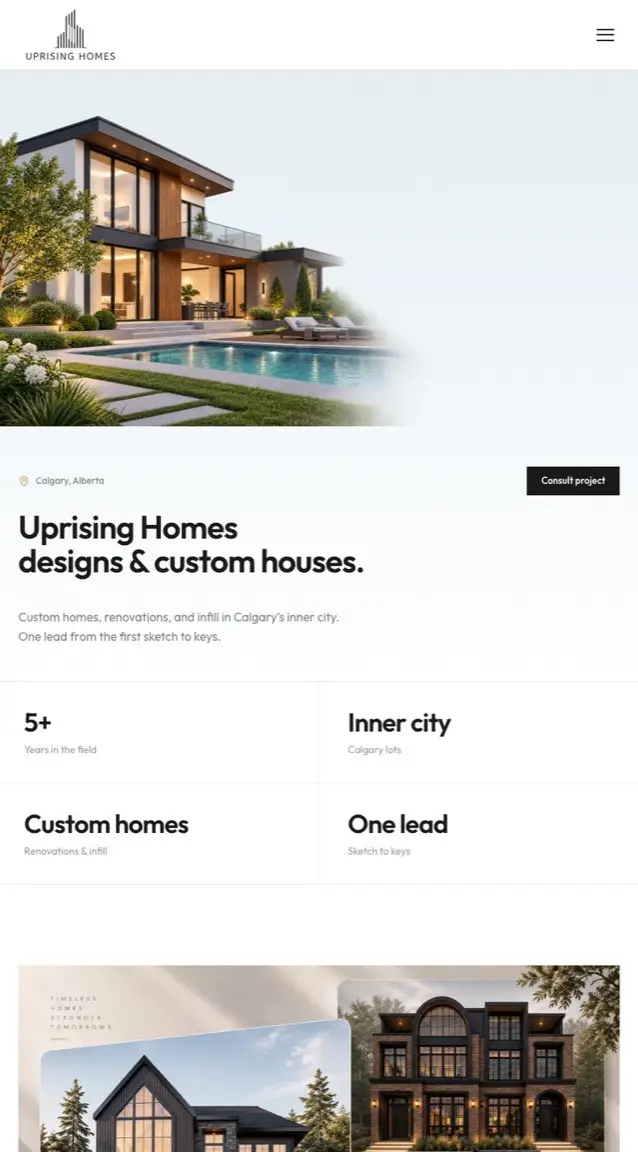 UPRISING HOMES
Calgary, Alberta
Consult project
Uprising Homes
designs & custom houses.
Custom homes, renovations, and infill in Calgary's inner city.
One lead from the first sketch to keys.
5+
Years in the field
Inner city
Calgary lots
Custom homes
Renovations & infill
One lead
Sketch to keys
TIMELESS
HOMES
STRONGER
TOMORROWS